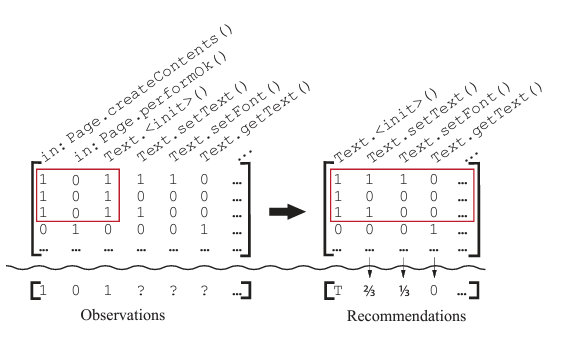 in:Page.createContents()
in:Page.performOk()
Text.<init>()
Text.setText()
Text.setFont()
Text.getText()
...
Text.<init>()
Text.setText()
Text.setFont()
Text.getText()
...
1 0 1 1 1 0 ...
1 0 1 0 0 0 ...
1 0 1 1 0 0 ...
0 1 0 0 0 1 ...
... ... ... ... ... ... ...
1 1 1 0 ...
1 0 0 0 ...
1 1 0 0 ...
0 0 0 1 ...
... ... ... ... ...
1 0 1 ? ? ? ...
T ⅔ ⅓ 0 ...
Observations
Recommendations